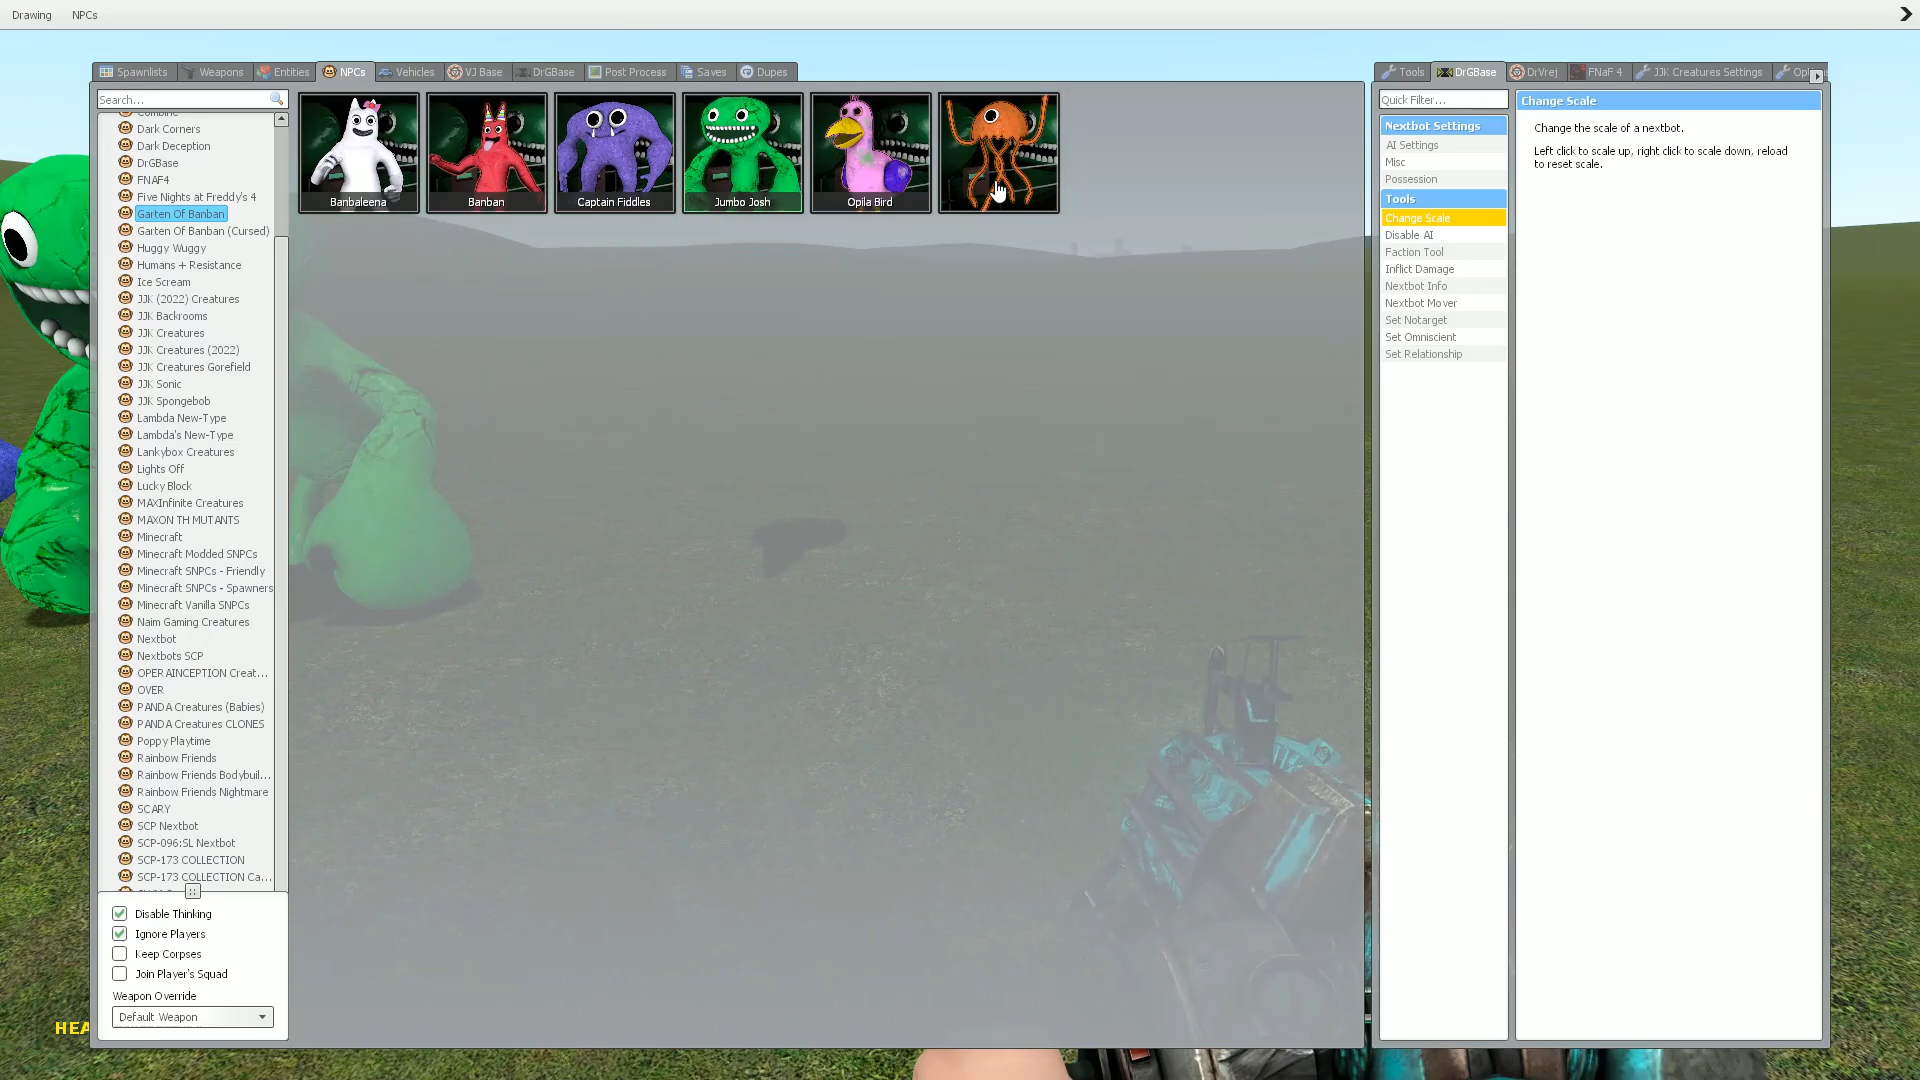 Drawing NPCs
Spawnlists Weapons Entities NPCs Vehicles VJ Base DrGBase Post Process Saves Dupes
Tools DrGBase DrVrej FNaF 4 JJK Creatures Settings
Search...
Dark Corners
Dark Deception
DrGBase
FNAF4
Five Nights at Freddy's 4
Garten Of Banban
Garten Of Banban (Cursed)
Huggy Wuggy
Humans + Resistance
Ice Scream
JJK (2022) Creatures
JJK Backrooms
JJK Creatures
JJK Creatures (2022)
JJK Creatures Gorefield
JJK Sonic
JJK Spongebob
Lambda New-Type
Lambda's New-Type
Lankybox Creatures
Lights Off
Lucky Block
MAXInfinite Creatures
MAXON TH MUTANTS
Minecraft
Minecraft Modded SNPCs
Minecraft SNPCs - Friendly
Minecraft SNPCs - Spawners
Minecraft Vanilla SNPCs
Naim Gaming Creatures
Nextbot
Nextbots SCP
OPERAINCEPTION Creat...
OVER
PANDA Creatures (Babies)
PANDA Creatures CLONES
Poppy Playtime
Rainbow Friends
Rainbow Friends Bodybuil...
Rainbow Friends Nightmare
SCARY
SCP Nextbot
SCP-096:SL Nextbot
SCP-173 COLLECTION
SCP-173 COLLECTION Ca...
Disable Thinking
Ignore Players
Keep Corpses
Join Player's Squad
Weapon Override
Default Weapon
Banbaleena
Banban
Captain Fiddles
Jumbo Josh
Opila Bird
Quick Filter...
Nextbot Settings
AI Settings
Misc
Possession
Tools
Change Scale
Disable AI
Faction Tool
Inflict Damage
Nextbot Info
Nextbot Mover
Set Notarget
Set Omniscient
Set Relationship
Change Scale
Change the scale of a nextbot.
Left click to scale up, right click to scale down, reload
to reset scale.
HEA